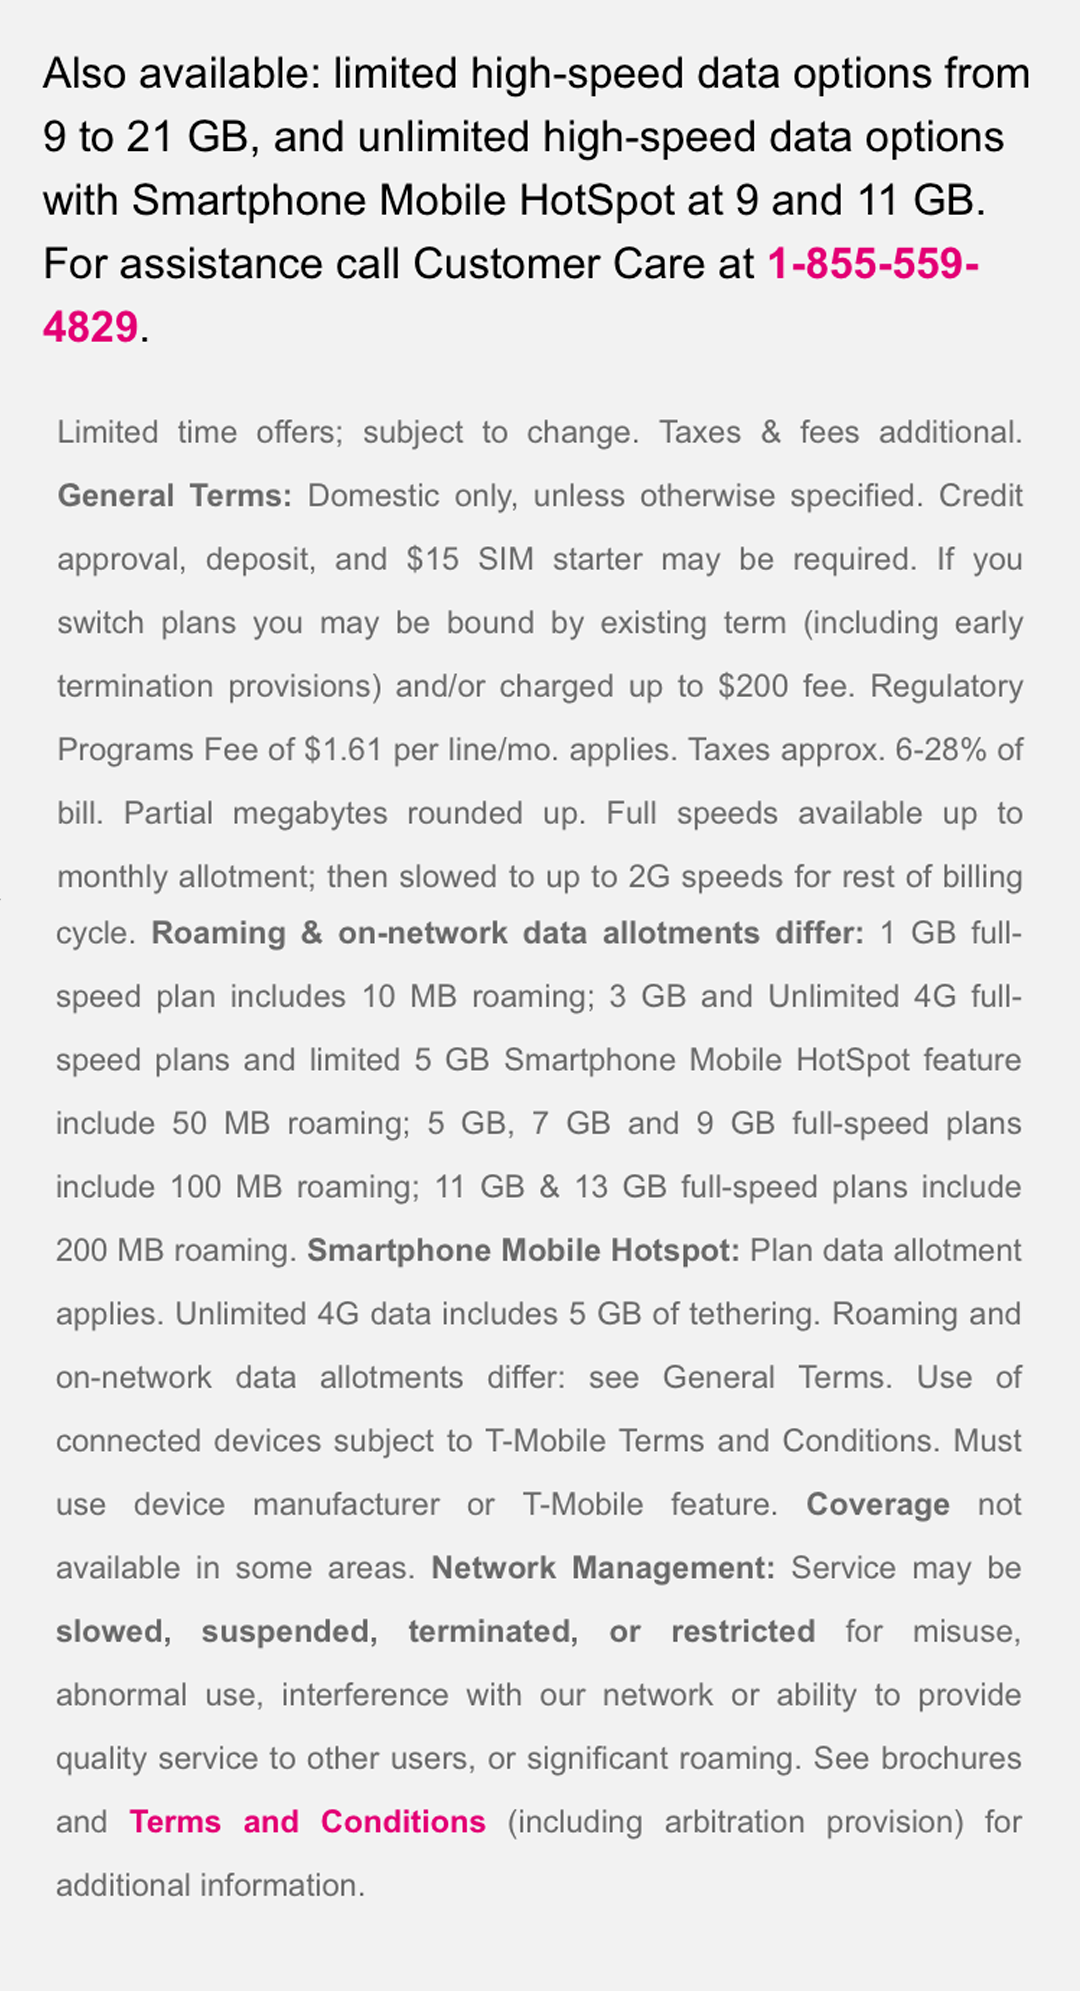 Also available: limited high-speed data options from
9 to 21 GB, and unlimited high-speed data options
with Smartphone Mobile HotSpot at 9 and 11 GB.
For assistance call Customer Care at 1-855-559-
4829.
Limited time offers; subject to change. Taxes & fees additional.
General Terms: Domestic only, unless otherwise specified. Credit
approval, deposit, and $15 SIM starter may be required. If you
switch plans you may be bound by existing term (including early
termination provisions) and/or charged up to $200 fee. Regulatory
Programs Fee of $1.61 per line/mo. applies. Taxes approx. 6-28% of
bill. Partial megabytes rounded up. Full speeds available up to
monthly allotment; then slowed to up to 2G speeds for rest of billing
cycle. Roaming & on-network data allotments differ: 1 GB full-
speed plan includes 10 MB roaming; 3 GB and Unlimited 4G full-
speed plans and limited 5 GB Smartphone Mobile HotSpot feature
include 50 MB roaming; 5 GB, 7 GB and 9 GB full-speed plans
include 100 MB roaming; 11 GB & 13 GB full-speed plans include
200 MB roaming. Smartphone Mobile Hotspot: Plan data allotment
applies. Unlimited 4G data includes 5 GB of tethering. Roaming and
on-network data allotments differ: see General Terms. Use of
connected devices subject to T-Mobile Terms and Conditions. Must
use device manufacturer or T-Mobile feature. Coverage not
available in some areas. Network Management: Service may be
slowed, suspended, terminated, or restricted for misuse,
abnormal use, interference with our network or ability to provide
quality service to other users, or significant roaming. See brochures
and Terms and Conditions (including arbitration provision) for
additional information.